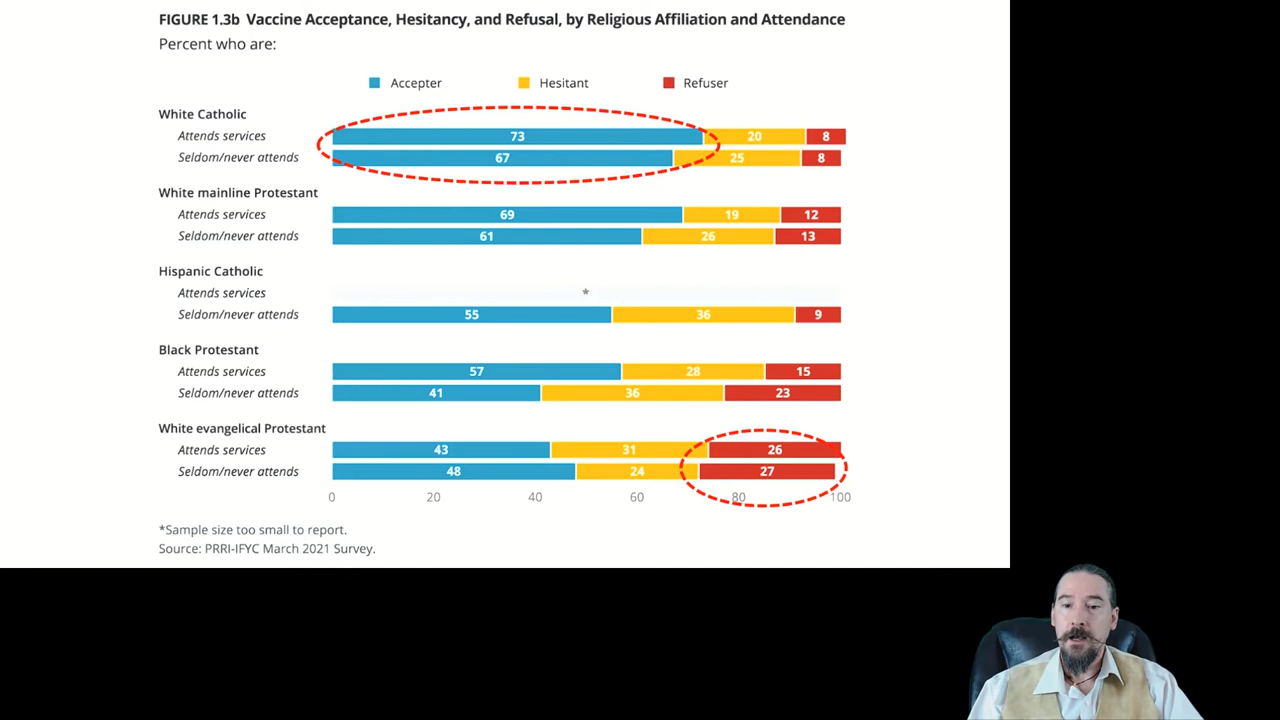 FIGURE 1.3b Vaccine Acceptance, Hesitancy, and Refusal, by Religious Affiliation and Attendance
Percent who are:
Accepter Hesitant Refuser
White Catholic
Attends services 73 20 8
Seldom/never attends 67 25 8
White mainline Protestant
Attends services 69 19 12
Seldom/never attends 61 26 13
Hispanic Catholic
Attends services *
Seldom/never attends 55 36 9
Black Protestant
Attends services 57 28 15
Seldom/never attends 41 36 23
White evangelical Protestant
Attends services 43 31 26
Seldom/never attends 48 24 27
0 20 40 60 80 100
*Sample size too small to report.
Source: PRRI-IFYC March 2021 Survey.